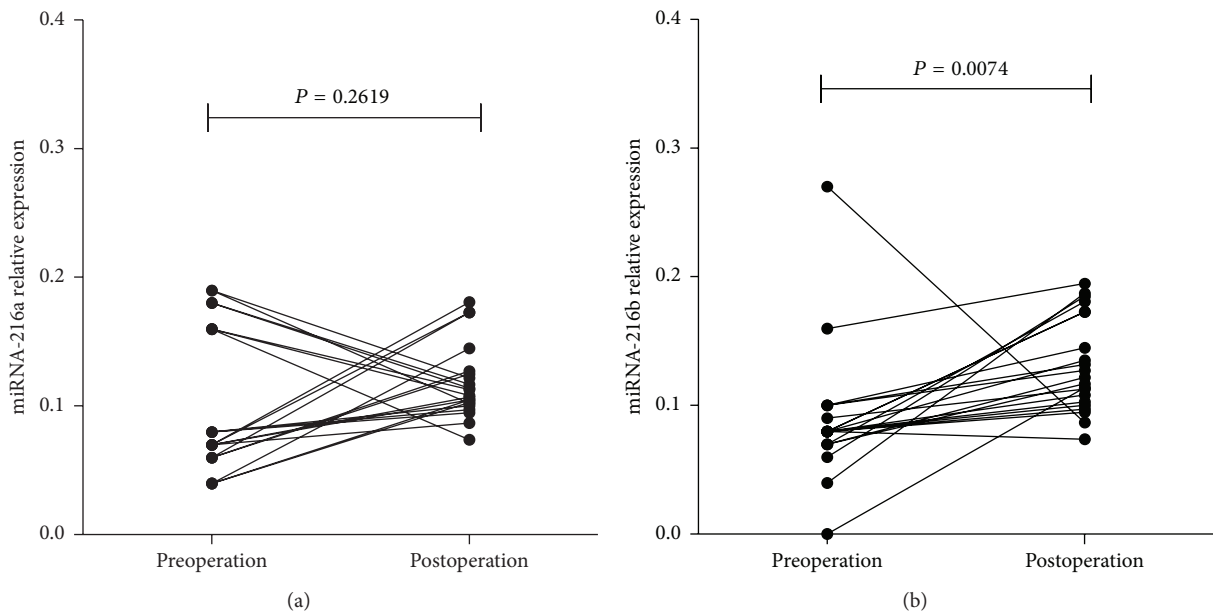 0.4
P = 0.2619
0.3
0.2
0.1
0.0
miRNA-216a relative expression
Preoperation
Postoperation
(a)
0.4
P = 0.0074
0.3
0.2
0.1
0.0
miRNA-216b relative expression
Preoperation
Postoperation
(b)